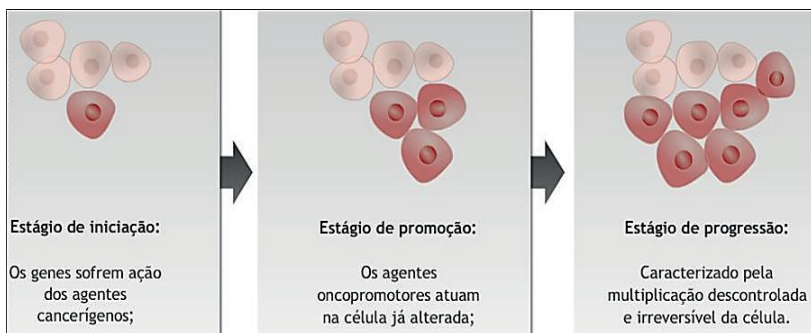 Estágio de iniciação:
Os genes sofrem ação
dos agentes
cancerígenos;
Estágio de promoção:
Os agentes
oncopromotores atuam
na célula já alterada;
Estágio de progressão:
Caracterizado pela
multiplicação descontrolada
e irreversível da célula.